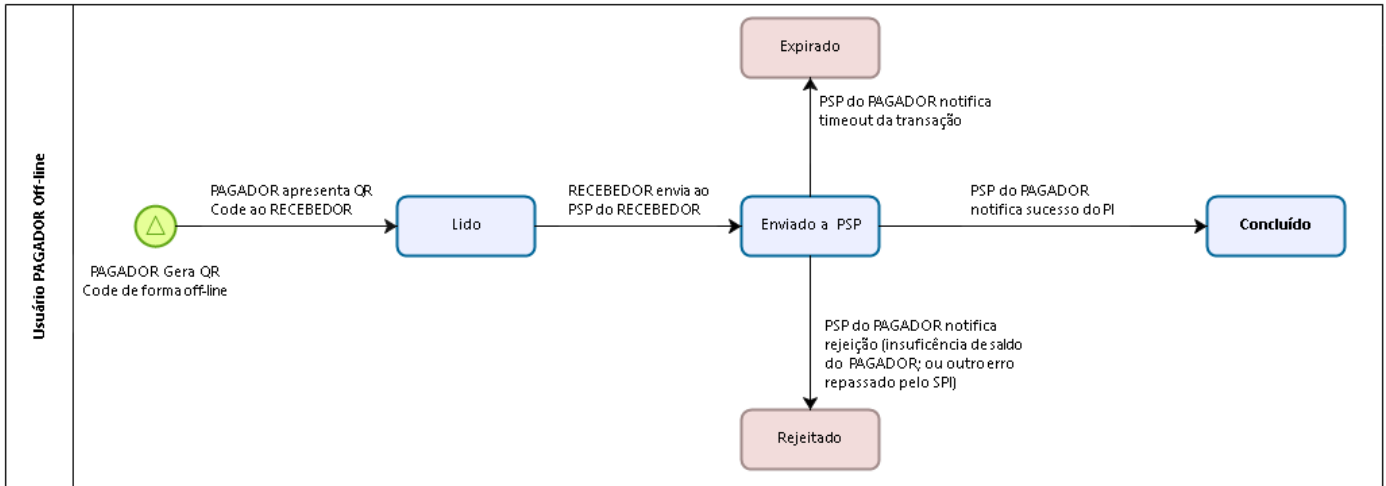 Usuário PAGADOR Off-line
PAGADOR Gera QR
Code de forma off-line
PAGADOR apresenta QR
Code ao RECEBEDOR
Lido
RECEBEDOR envia ao
PSP do RECEBEDOR
Enviado a PSP
Expirado
PSP do PAGADOR notifica
timeout da transação
PSP do PAGADOR
notifica sucesso do PI
Concluído
PSP do PAGADOR notifica
rejeição (insuficência de saldo
do PAGADOR; ou outro erro
repassado pelo SPI)
Rejeitado